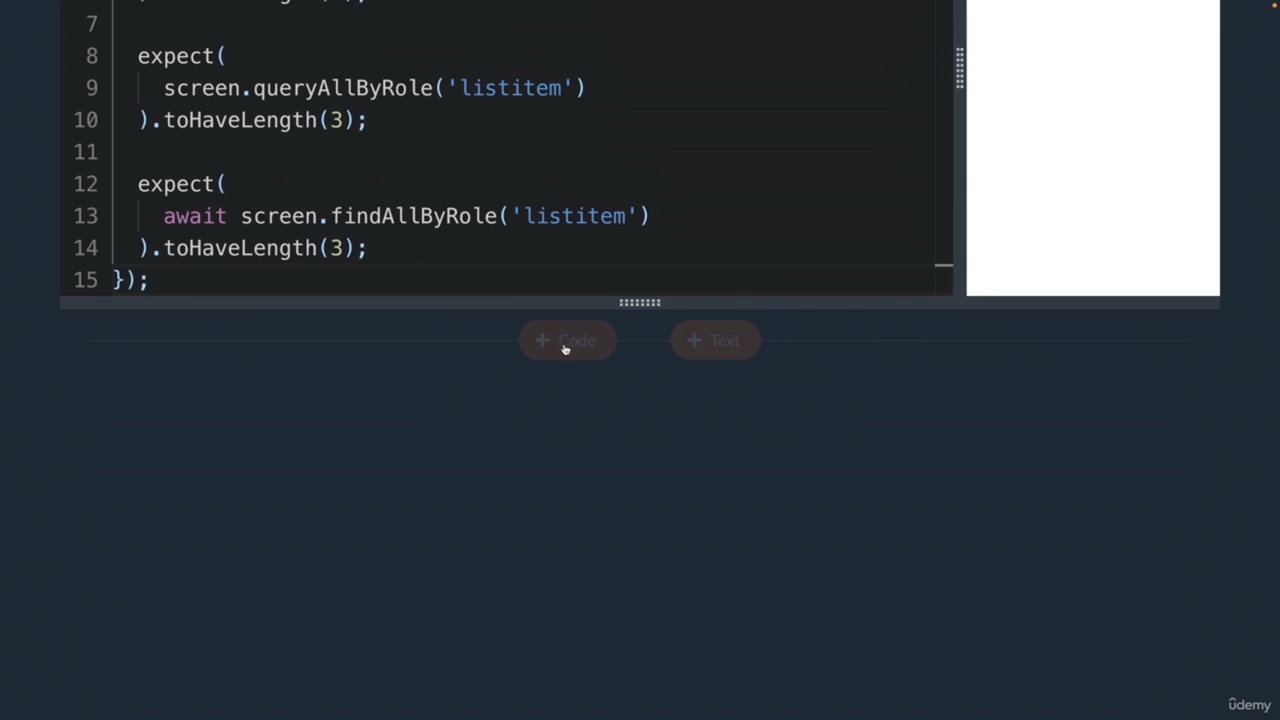 7
8 expect(
9 screen.queryAllByRole('listitem')
10 ).toHaveLength(3);
11
12 expect(
13 await screen.findAllByRole('listitem')
14 ).toHaveLength(3);
15 });
+ Code + Text
ûdemy